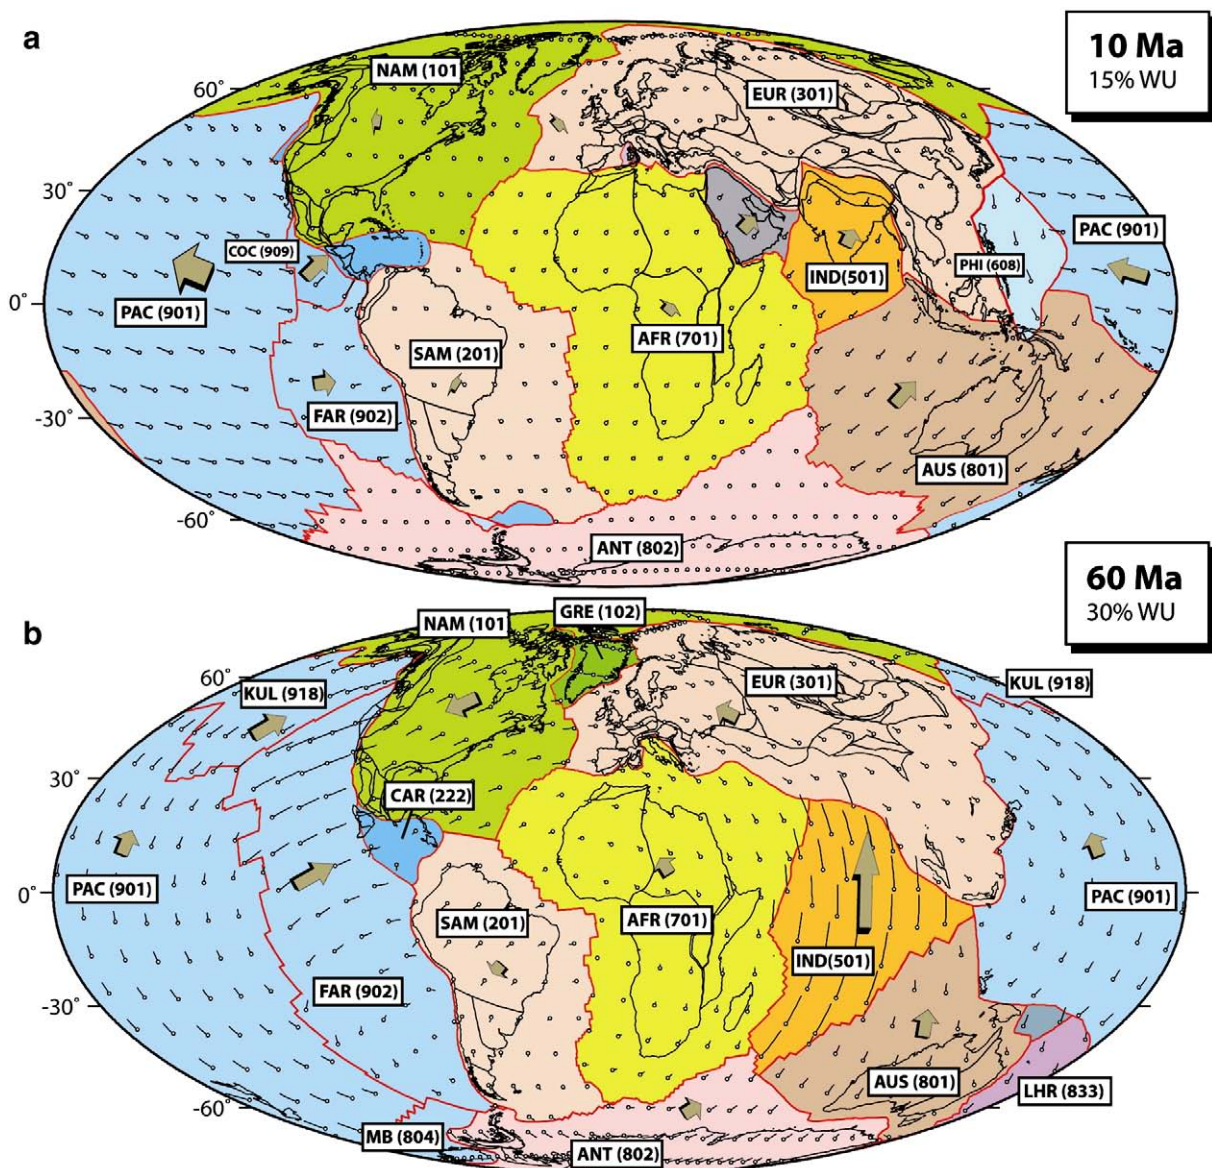 a
10 Ma
15% WU
NAM (101)
EUR (301)
60°
30°
COC (909)
PAC (901)
IND(501)
PHI (608)
0°
PAC (901)
AFR (701)
SAM (201)
FAR (902)
-30°
AUS (801)
-60°
ANT (802)
60 Ma
30% WU
b
NAM (101
GRE (102)
60°
KUL (918)
EUR (301)
KUL (918)
30°
CAR (222)
0°
PAC (901)
PAC (901)
SAM (201)
AFR (701)
IND(501)
FAR (902)
-30°
AUS (801)
LHR (833)
-60°
MB (804)
ANT (802)